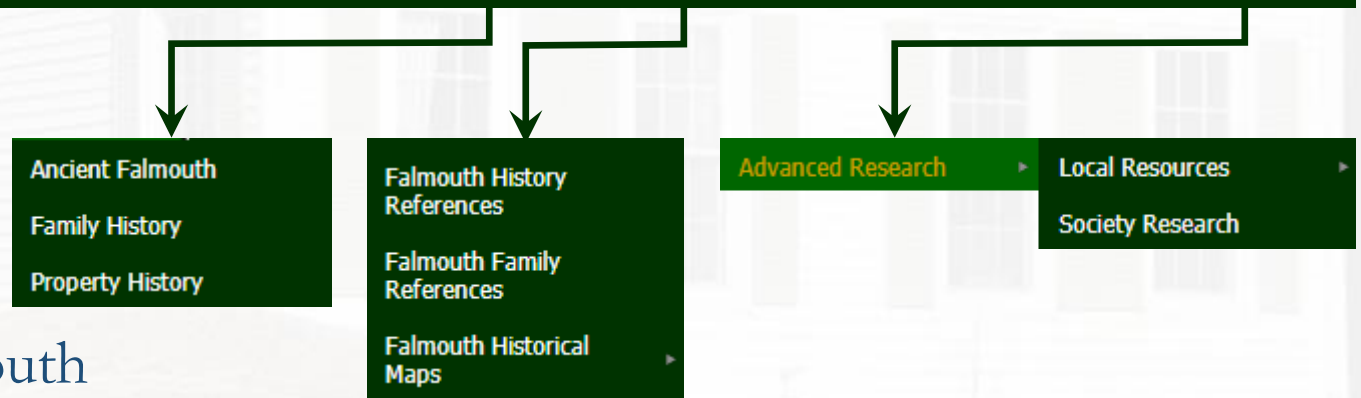 Ancient Falmouth
Family History
Property History
Falmouth History
References
Falmouth Family
References
Falmouth Historical
Maps
Advanced Research
Local Resources
Society Research
outh